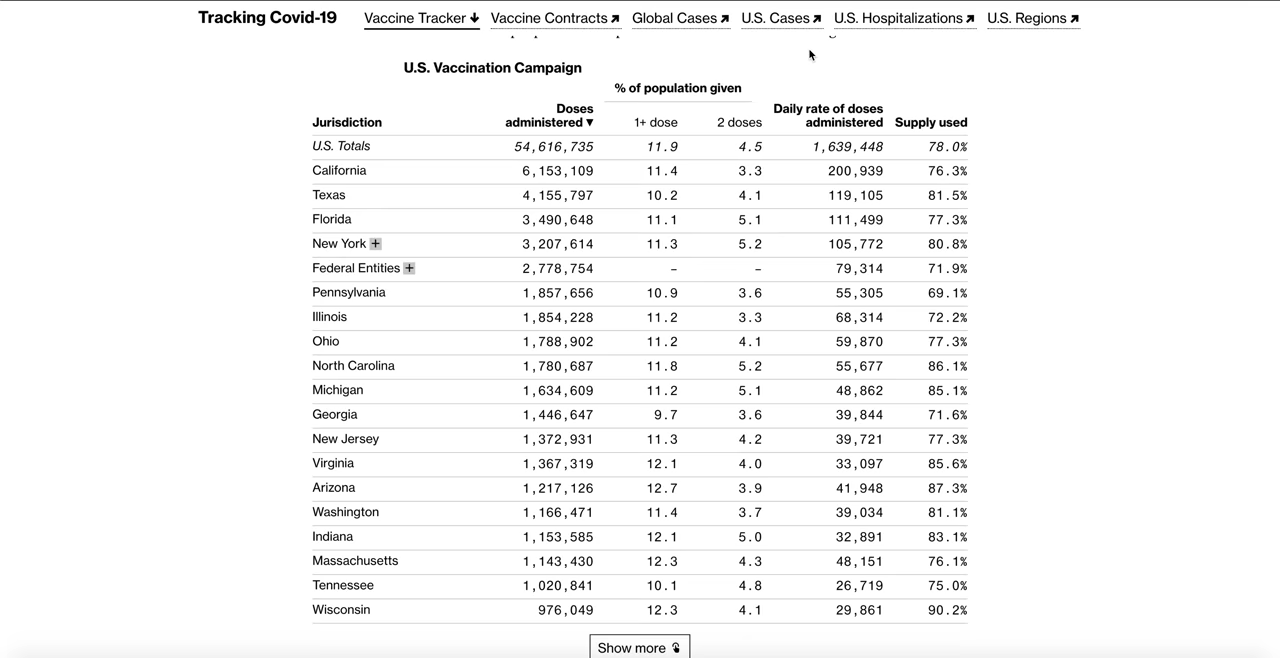 Tracking Covid-19 Vaccine Tracker Vaccine Contracts Global Cases U.S. Cases U.S. Hospitalizations U.S. Regions
U.S. Vaccination Campaign
% of population given
Doses Daily rate of doses
Jurisdiction administered ▼ 1+ dose 2 doses administered Supply used
U.S. Totals 54,616,735 11.9 4.5 1,639,448 78.0%
California 6,153,109 11.4 3.3 200,939 76.3%
Texas 4,155,797 10.2 4.1 119,105 81.5%
Florida 3,490,648 11.1 5.1 111,499 77.3%
New York + 3,207,614 11.3 5.2 105,772 80.8%
Federal Entities + 2,778,754 – – 79,314 71.9%
Pennsylvania 1,857,656 10.9 3.6 55,305 69.1%
Illinois 1,854,228 11.2 3.3 68,314 72.2%
Ohio 1,788,902 11.2 4.1 59,870 77.3%
North Carolina 1,780,687 11.8 5.2 55,677 86.1%
Michigan 1,634,609 11.2 5.1 48,862 85.1%
Georgia 1,446,647 9.7 3.6 39,844 71.6%
New Jersey 1,372,931 11.3 4.2 39,721 77.3%
Virginia 1,367,319 12.1 4.0 33,097 85.6%
Arizona 1,217,126 12.7 3.9 41,948 87.3%
Washington 1,166,471 11.4 3.7 39,034 81.1%
Indiana 1,153,585 12.1 5.0 32,891 83.1%
Massachusetts 1,143,430 12.3 4.3 48,151 76.1%
Tennessee 1,020,841 10.1 4.8 26,719 75.0%
Wisconsin 976,049 12.3 4.1 29,861 90.2%
Show more